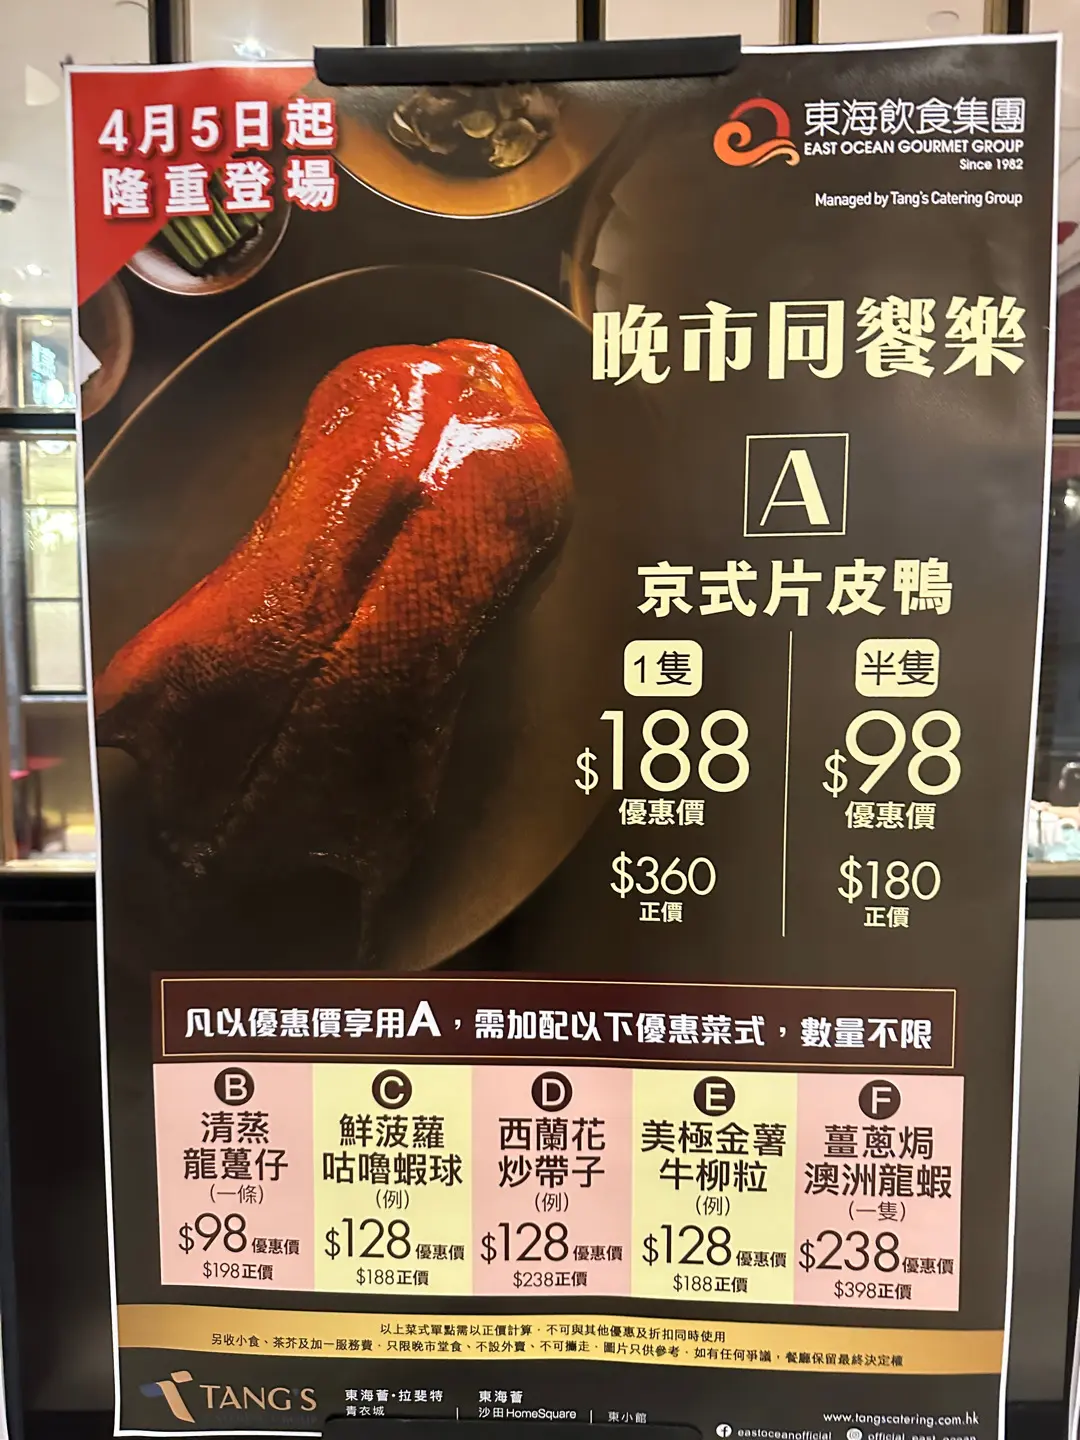 4月5日起
隆重登場
東海飲食集團
EAST OCEAN GOURMET GROUP
Since 1982
Managed by Tang's Catering Group
晚市同饗樂
A
京式片皮鴨
1隻
$188
優惠價
$360
正價
半隻
$98
優惠價
$180
正價
凡以優惠價享用A，需加配以下優惠菜式，數量不限
B
清蒸
龍躉仔
(一條)
$98優惠價
$198正價
C
鮮菠蘿
咕嚕蝦球
(例)
$128優惠價
$188正價
D
西蘭花
炒帶子
(例)
$128優惠價
$238正價
E
美極金薯
牛柳粒
(例)
$128優惠價
$188正價
F
薑蔥焗
澳洲龍蝦
(一隻)
$238優惠價
$398正價
以上菜式單點需以正價計算．不可與其他優惠及折扣同時使用
另收小食、茶芥及加一服務費．只限晚市堂食、不設外賣、不可攜走．圖片只供參考．如有任何爭議，餐廳保留最終決定權
TANG'S
東海薈·拉斐特
青衣城
東海薈
沙田HomeSquare
東小館
www.tangscatering.com.hk
eastoceanofficial
official_east_ocean